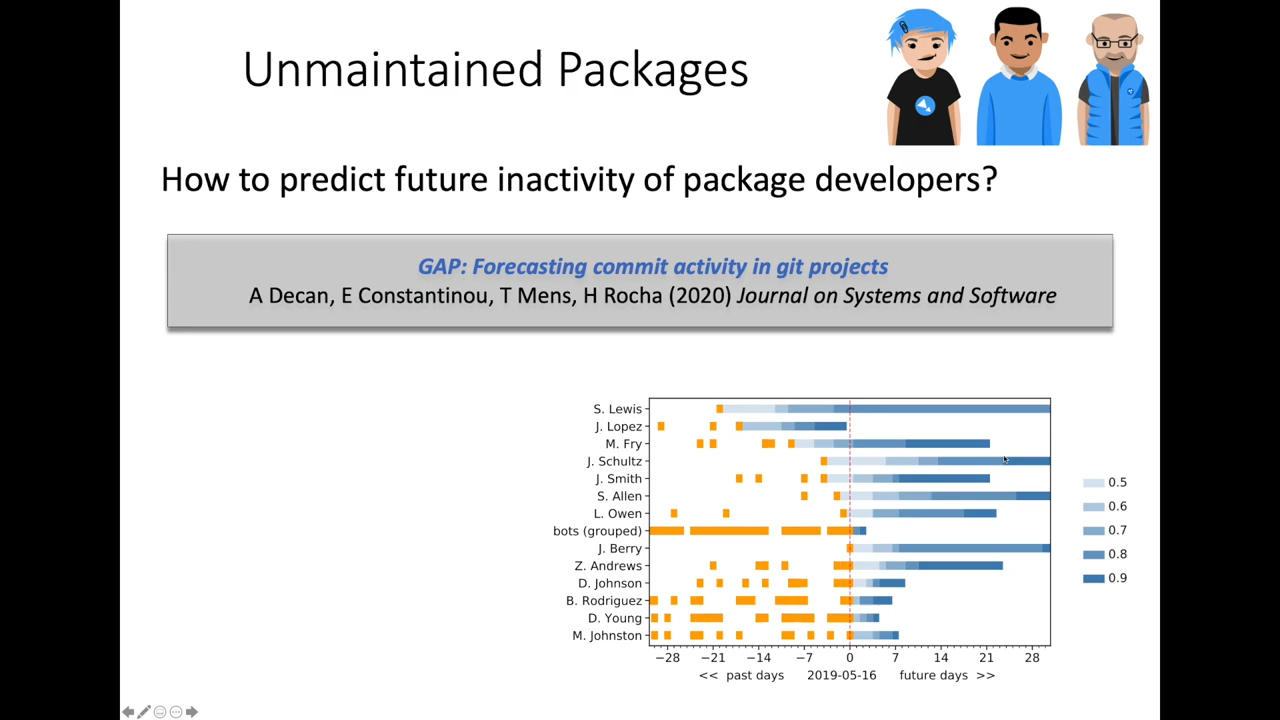 Unmaintained Packages
How to predict future inactivity of package developers?
GAP: Forecasting commit activity in git projects
A Decan, E Constantinou, T Mens, H Rocha (2020) Journal on Systems and Software
S. Lewis
J. Lopez
M. Fry
J. Schultz
J. Smith
S. Allen
L. Owen
bots (grouped)
J. Berry
Z. Andrews
D. Johnson
B. Rodriguez
D. Young
M. Johnston
−28 −21 −14 −7 0 7 14 21 28
<< past days 2019-05-16 future days >>
0.5
0.6
0.7
0.8
0.9